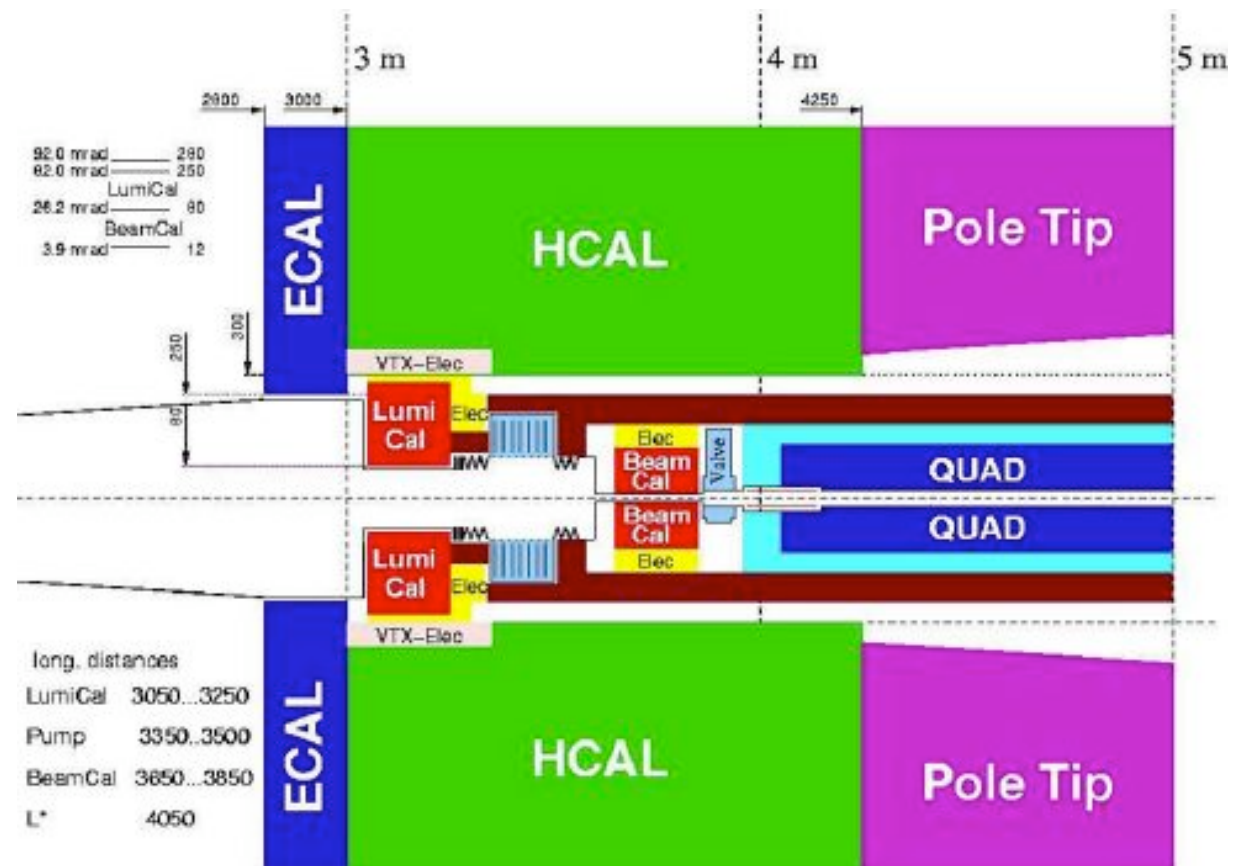 3 m
4 m
5 m
2800
3000
4250
92.0 mrad 280
82.0 mrad 250
LumiCal
26.2 mrad 80
BeamCal
3.9 mrad 12
ECAL
HCAL
Pole Tip
300
250
80
VTX-Elec
Lumi
Cal
Elec
Elec
Beam
Cal
Valve
QUAD
Beam
Cal
Elec
QUAD
Lumi
Cal
Elec
VTX-Elec
ECAL
HCAL
Pole Tip
long. distances
LumiCal 3050...3250
Pump 3350..3500
BeamCal 3650...3850
L* 4050